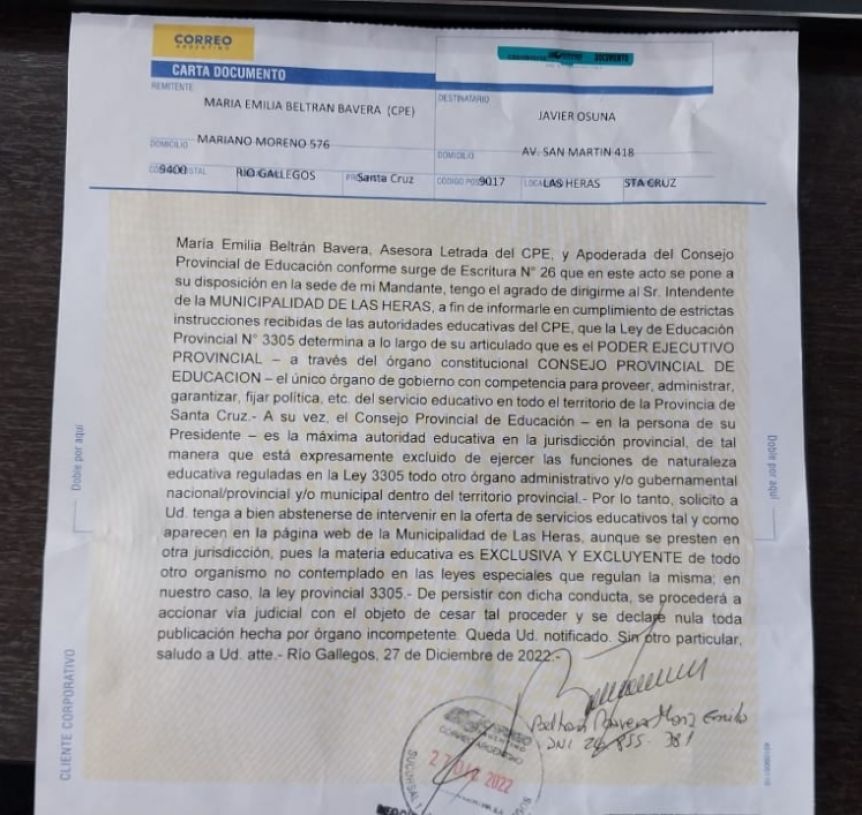 CORREO
ARGENTINO
CARTA DOCUMENTO
DOCUMENTO
REMITENTE
MARIA EMILIA BELTRAN BAVERA (CPE)
DESTINATARIO
JAVIER OSUNA
DOMICILIO
MARIANO MORENO 576
DOMICILIO
AV. SAN MARTIN 418
9400
RIO GALLEGOS
Santa Cruz
CÓDIGO POS 9017
LAS HERAS
STA CRUZ
María Emilia Beltrán Bavera, Asesora Letrada del CPE, y Apoderada del Consejo
Provincial de Educación conforme surge de Escritura N° 26 que en este acto se pone a
su disposición en la sede de mi Mandante, tengo el agrado de dirigirme al Sr. Intendente
de la MUNICIPALIDAD DE LAS HERAS, a fin de informarle en cumplimiento de estrictas
instrucciones recibidas de las autoridades educativas del CPE, que la Ley de Educación
Provincial N° 3305 determina a lo largo de su articulado que es el PODER EJECUTIVO
PROVINCIAL – a través del órgano constitucional CONSEJO PROVINCIAL DE
EDUCACION – el único órgano de gobierno con competencia para proveer, administrar,
garantizar, fijar política, etc. del servicio educativo en todo el territorio de la Provincia de
Santa Cruz.- A su vez, el Consejo Provincial de Educación – en la persona de su
Presidente – es la máxima autoridad educativa en la jurisdicción provincial, de tal
manera que está expresamente excluido de ejercer las funciones de naturaleza
educativa reguladas en la Ley 3305 todo otro órgano administrativo y/o gubernamental
nacional/provincial y/o municipal dentro del territorio provincial.- Por lo tanto, solicito a
Ud. tenga a bien abstenerse de intervenir en la oferta de servicios educativos tal y como
aparecen en la página web de la Municipalidad de Las Heras, aunque se presten en
otra jurisdicción, pues la materia educativa es EXCLUSIVA Y EXCLUYENTE de todo
otro organismo no contemplado en las leyes especiales que regulan la misma; en
nuestro caso, la ley provincial 3305.- De persistir con dicha conducta, se procederá a
accionar vía judicial con el objeto de cesar tal proceder y se declare nula toda
publicación hecha por órgano incompetente. Queda Ud. notificado. Sin otro particular,
saludo a Ud. atte.- Río Gallegos, 27 de Diciembre de 2022.-
Doble por aquí
Doble por aquí
CLIENTE CORPORATIVO
Beltrán Bavera María Emilia
DNI
381
CORREO ARGENTINO
27 DIC 2022
SUCURSAL